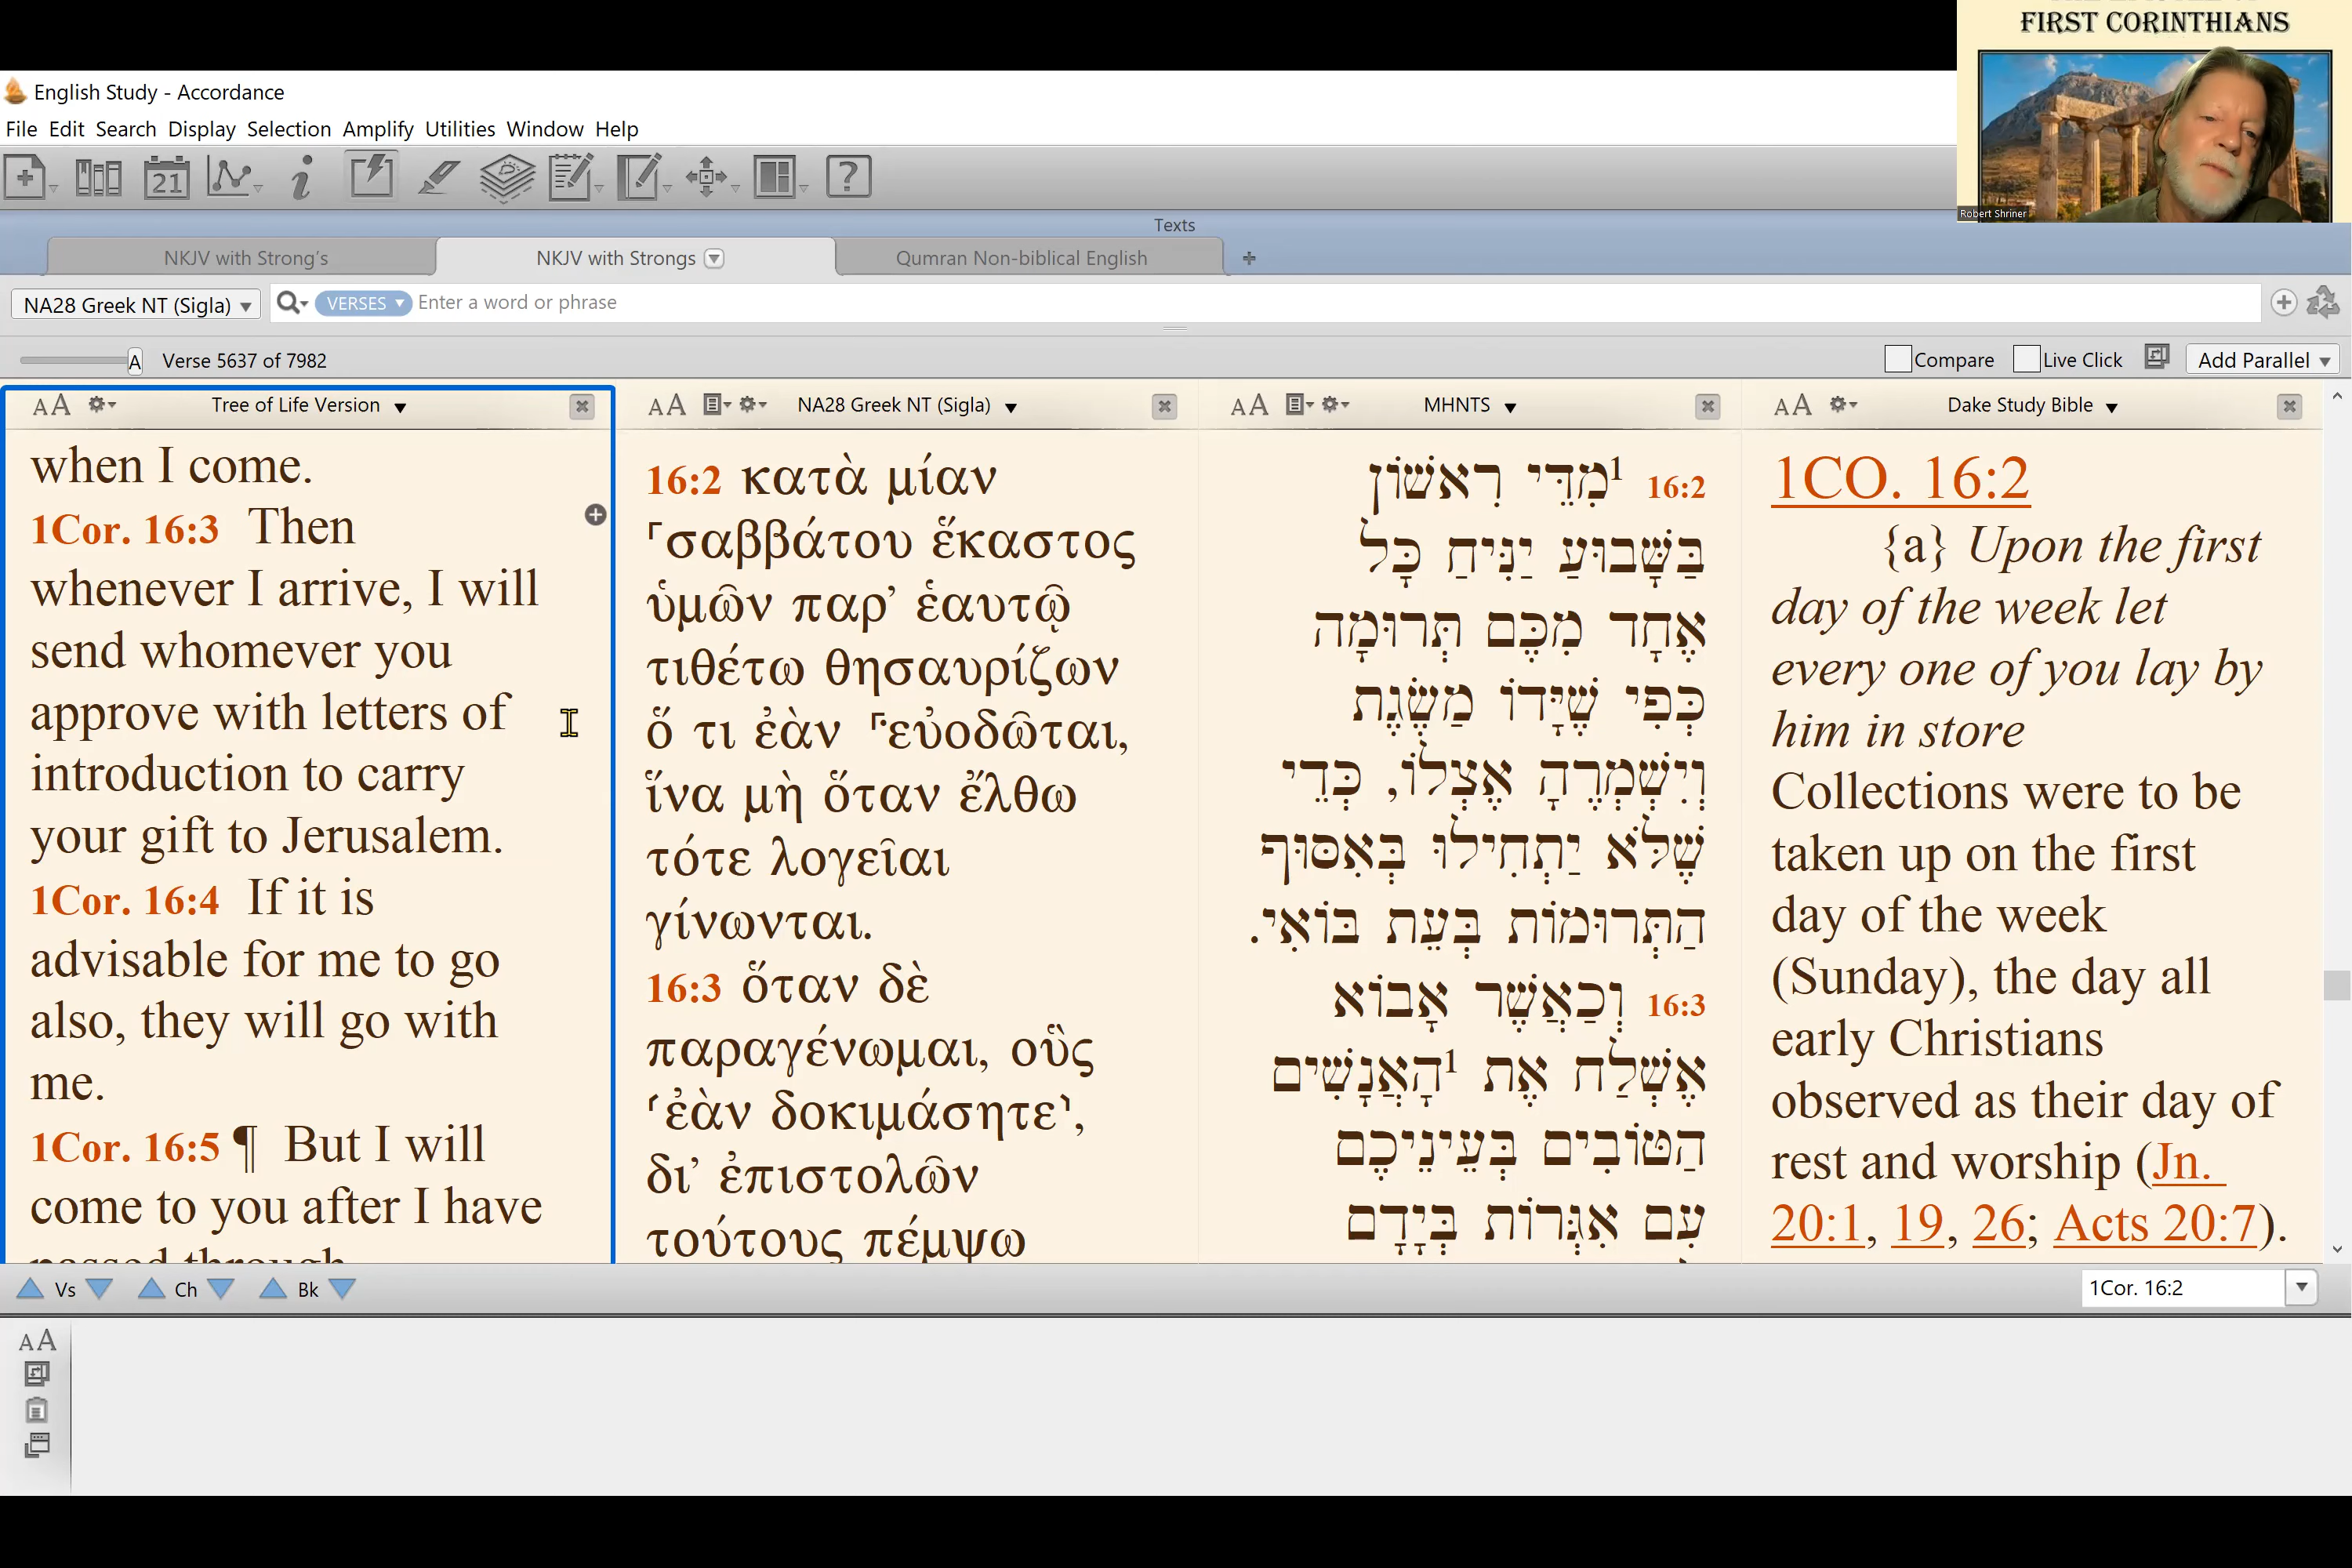 FIRST CORINTHIANS
Robert Shriner
English Study - Accordance
File Edit Search Display Selection Amplify Utilities Window Help
21
Texts
NKJV with Strong's
NKJV with Strongs
Qumran Non-biblical English
NA28 Greek NT (Sigla)
VERSES
Enter a word or phrase
A
Verse 5637 of 7982
Compare
Live Click
Add Parallel
AA
Tree of Life Version
when I come.
1Cor. 16:3 Then
whenever I arrive, I will
send whomever you
approve with letters of
introduction to carry
your gift to Jerusalem.
1Cor. 16:4 If it is
advisable for me to go
also, they will go with
me.
1Cor. 16:5 ¶ But I will
come to you after I have
passed through
AA
NA28 Greek NT (Sigla)
16:2 κατὰ μίαν
⸀σαββάτου ἕκαστος
ὑμῶν παρ’ ἑαυτῷ
τιθέτω θησαυρίζων
ὅ τι ἐὰν ⸁εὐοδῶται,
ἵνα μὴ ὅταν ἔλθω
τότε λογεῖαι
γίνωνται.
16:3 ὅταν δὲ
παραγένωμαι, οὓς
⸂ἐὰν δοκιμάσητε⸃,
δι’ ἐπιστολῶν
τούτους πέμψω
AA
MHNTS
16:2 1מִדֵּי רִאשׁוֹן
בַּשָּׁבוּעַ יַנִּיחַ כָּל
אֶחָד מִכֶּם תְּרוּמָה
כְּפִי שֶׁיָּדוֹ מַשֶּׂגֶת
וְיִשְׁמְרֶהָ אֶצְלוֹ, כְּדֵי
שֶׁלֹּא יַתְחִילוּ בְּאִסּוּף
הַתְּרוּמוֹת בְּעֵת בּוֹאִי.
16:3 וְכַאֲשֶׁר אָבוֹא
אֶשְׁלַח אֶת 1הָאֲנָשִׁים
הַטּוֹבִים בְּעֵינֵיכֶם
עִם אִגְּרוֹת בְּיָדָם
AA
Dake Study Bible
1CO. 16:2
{a} Upon the first
day of the week let
every one of you lay by
him in store
Collections were to be
taken up on the first
day of the week
(Sunday), the day all
early Christians
observed as their day of
rest and worship (Jn.
20:1, 19, 26; Acts 20:7).
Vs
Ch
Bk
1Cor. 16:2
AA